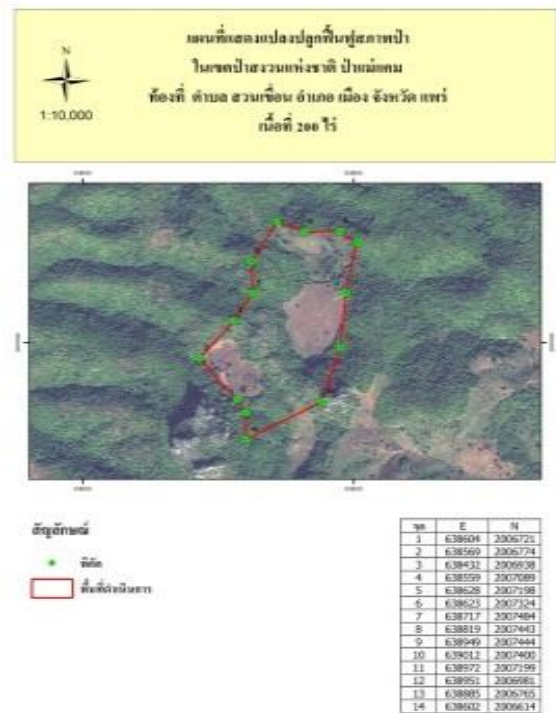 แผนที่แสดงแปลงปลูกฟื้นฟูสภาพป่า
ในเขตป่าสงวนแห่งชาติ ป่าแม่แคม
ท้องที่ ตำบล สวนเขื่อน อำเภอ เมือง จังหวัด แพร่
เนื้อที่ 200 ไร่
N
1:10,000
สัญลักษณ์
พิกัด
พื้นที่ดำเนินการ
จุด E N
1 638604 2006721
2 638569 2006774
3 638432 2006938
4 638559 2007089
5 638628 2007198
6 638623 2007324
7 638717 2007484
8 638819 2007443
9 638949 2007444
10 639012 2007400
11 638972 2007199
12 638951 2006981
13 638885 2006765
14 638602 2006614